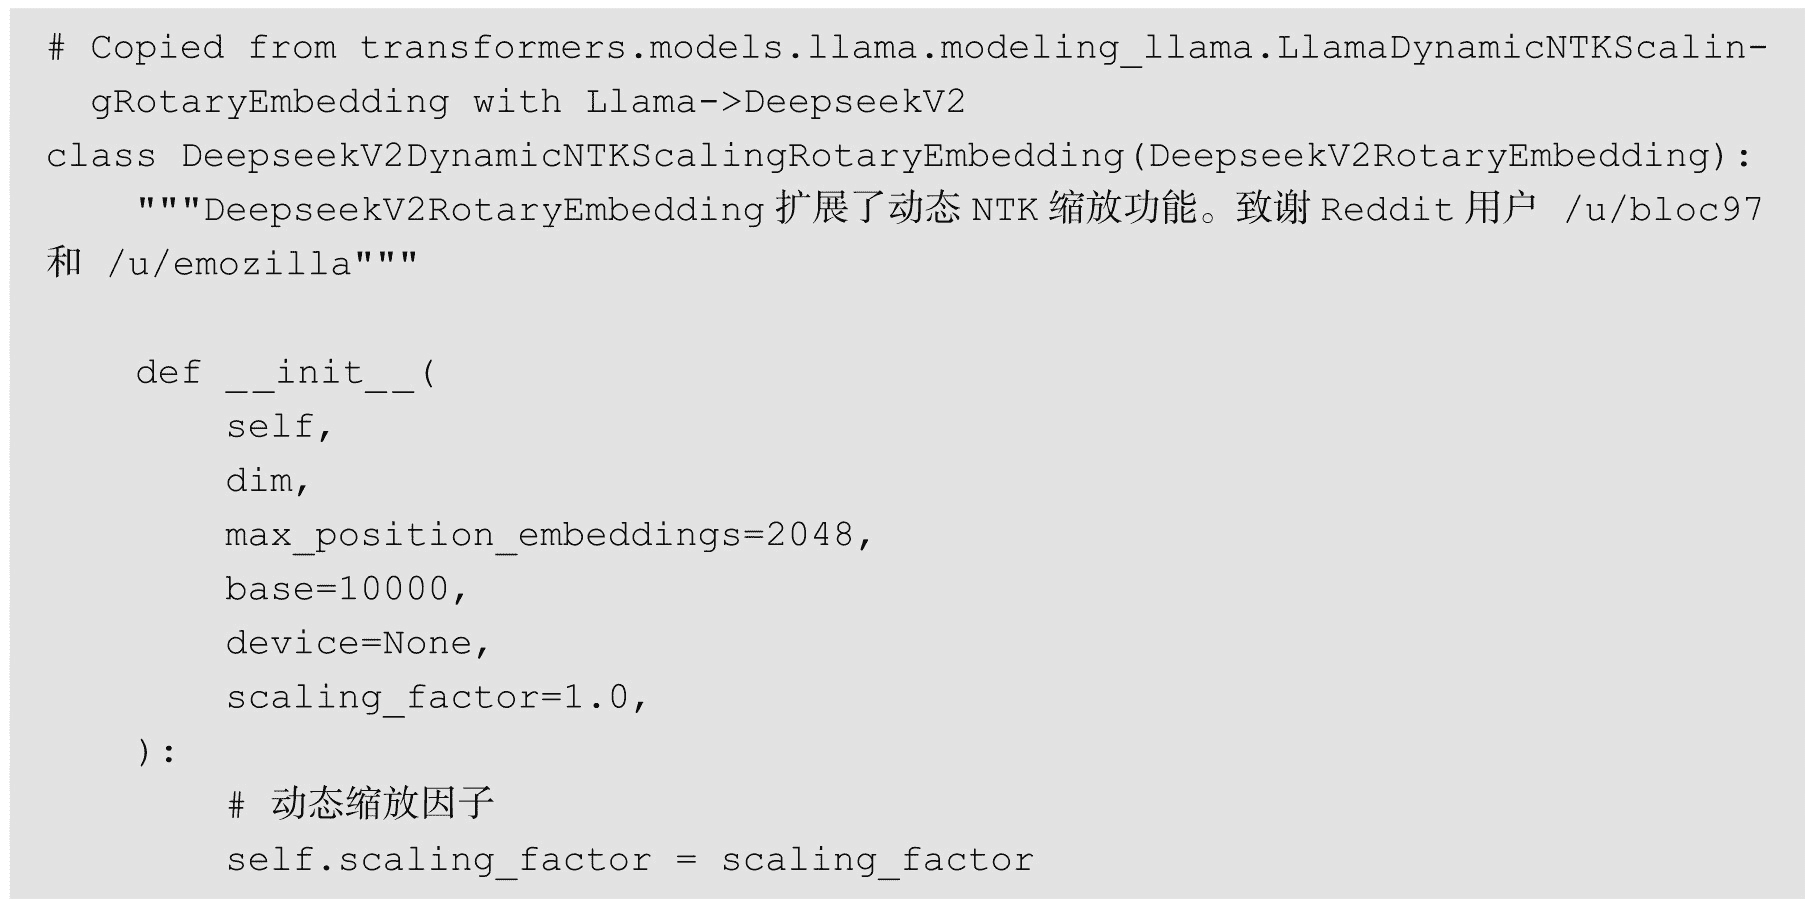 # Copied from transformers.models.llama.modeling_llama.LlamaDynamicNTKScalin-
gRotaryEmbedding with Llama->DeepseekV2
class DeepseekV2DynamicNTKScalingRotaryEmbedding(DeepseekV2RotaryEmbedding):
    """DeepseekV2RotaryEmbedding 扩展了动态 NTK 缩放功能。致谢 Reddit 用户 /u/bloc97
和 /u/emozilla"""
    def __init__(
        self,
        dim,
        max_position_embeddings=2048,
        base=10000,
        device=None,
        scaling_factor=1.0,
    ):
        # 动态缩放因子
        self.scaling_factor = scaling_factor